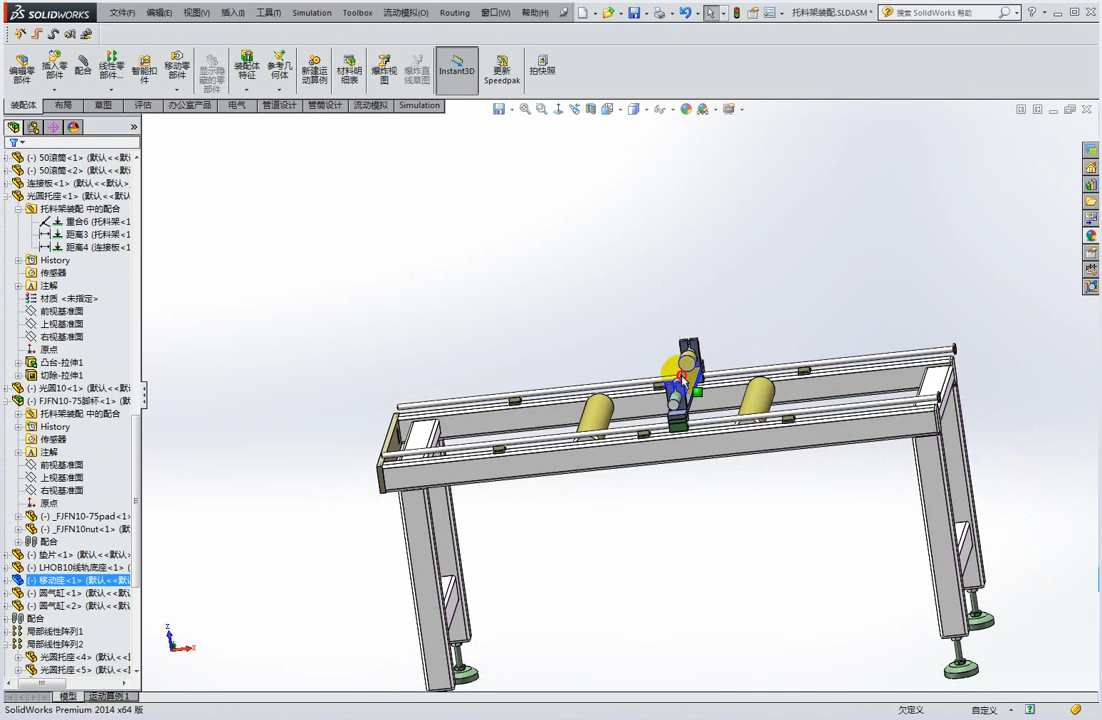 SOLIDWORKS 文件(F) 编辑(E) 视图(V) 插入(I) 工具(T) Simulation Toolbox 流动模拟(O) Routing 窗口(W) 帮助(H) 托料架装配.SLDASM * 搜索 SolidWorks 帮助
编辑零部件 插入零部件 配合 线性零部件... 智能扣件 移动零部件 显示隐藏的零部件 装配体特征 参考几何体 新建运动算例 材料明细表 爆炸视图 爆炸直线草图 Instant3D 更新Speedpak 拍快照
装配体 布局 草图 评估 办公室产品 电气 管道设计 管筒设计 流动模拟 Simulation
(-) 50滚筒<1> (默认<<默
(-) 50滚筒<2> (默认<<默
连接板<1> (默认<<默认>
光圆托座<1> (默认<<默
托料架装配 中的配合
重合6 (托料架<1
距离3 (托料架<1
距离4 (连接板<1
History
传感器
注解
材质 <未指定>
前视基准面
上视基准面
右视基准面
原点
凸台-拉伸1
切除-拉伸1
(-) 光圆10<1> (默认<<默
(-) FJFN10-75脚杯<1> (默
托料架装配 中的配合
History
传感器
注解
前视基准面
上视基准面
右视基准面
原点
(-) _FJFN10-75pad<1>
(-) _FJFN10nut<1> (默
配合
(-) 垫片<1> (默认<<默认>
(-) LHOB10线轨底座<1> (
(-) 移动座<1> (默认<<默
(-) 圆气缸<1> (默认<<默
(-) 圆气缸<2> (默认<<默
配合
局部线性阵列1
局部线性阵列2
光圆托座<4> (默认<<默
光圆托座<5> (默认<<默
Z
X
模型 运动算例1
SolidWorks Premium 2014 x64 版 欠定义 自定义